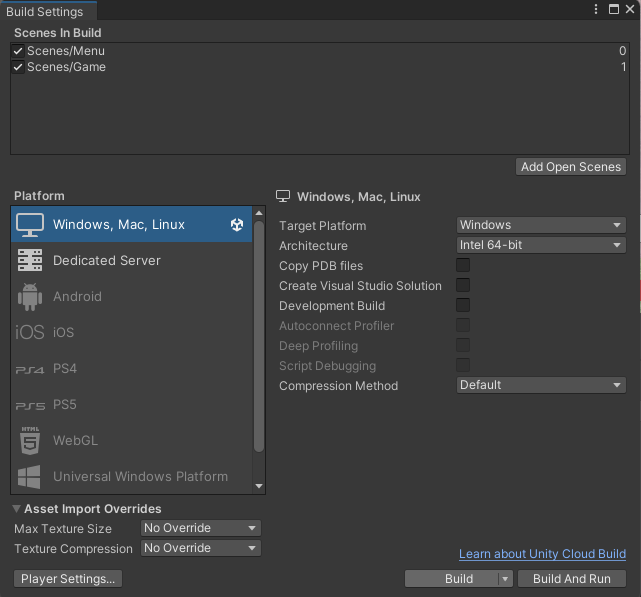 Build Settings
Scenes In Build
Scenes/Menu 0
Scenes/Game 1
Add Open Scenes
Platform
Windows, Mac, Linux
Dedicated Server
Android
iOS iOS
PS4 PS4
PS5 PS5
HTML 5 WebGL
Universal Windows Platform
Windows, Mac, Linux
Target Platform Windows
Architecture Intel 64-bit
Copy PDB files
Create Visual Studio Solution
Development Build
Autoconnect Profiler
Deep Profiling
Script Debugging
Compression Method Default
Asset Import Overrides
Max Texture Size No Override
Texture Compression No Override
Learn about Unity Cloud Build
Player Settings... Build Build And Run